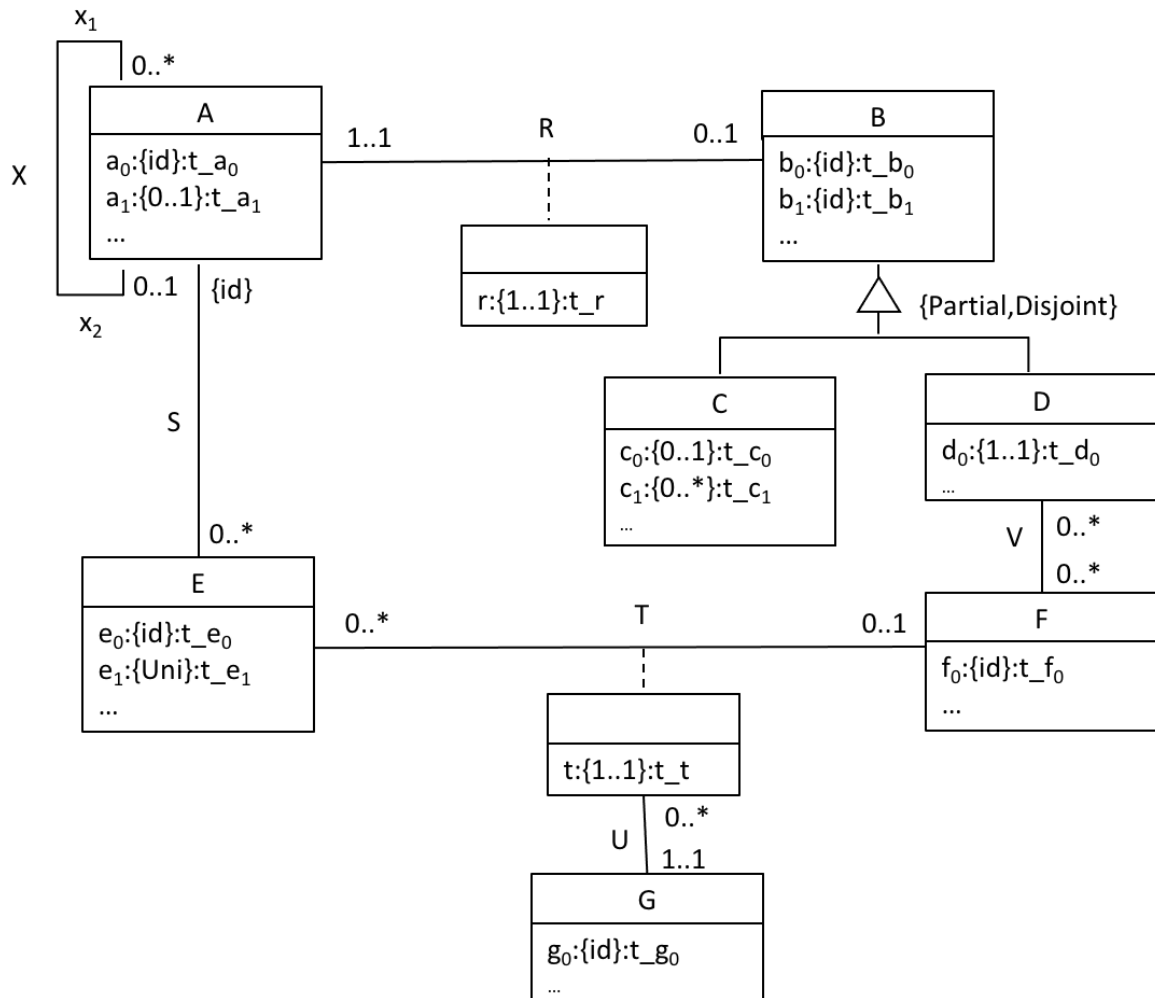 x₁
0..*
A
a₀:{id}:t_a₀
a₁:{0..1}:t_a₁
...
X
0..1
{id}
x₂
1..1
R
0..1
B
b₀:{id}:t_b₀
b₁:{id}:t_b₁
...
r:{1..1}:t_r
{Partial,Disjoint}
C
c₀:{0..1}:t_c₀
c₁:{0..*}:t_c₁
...
D
d₀:{1..1}:t_d₀
...
S
0..*
V
0..*
0..*
E
e₀:{id}:t_e₀
e₁:{Uni}:t_e₁
...
0..*
T
0..1
F
f₀:{id}:t_f₀
...
t:{1..1}:t_t
0..*
U
1..1
G
g₀:{id}:t_g₀
...